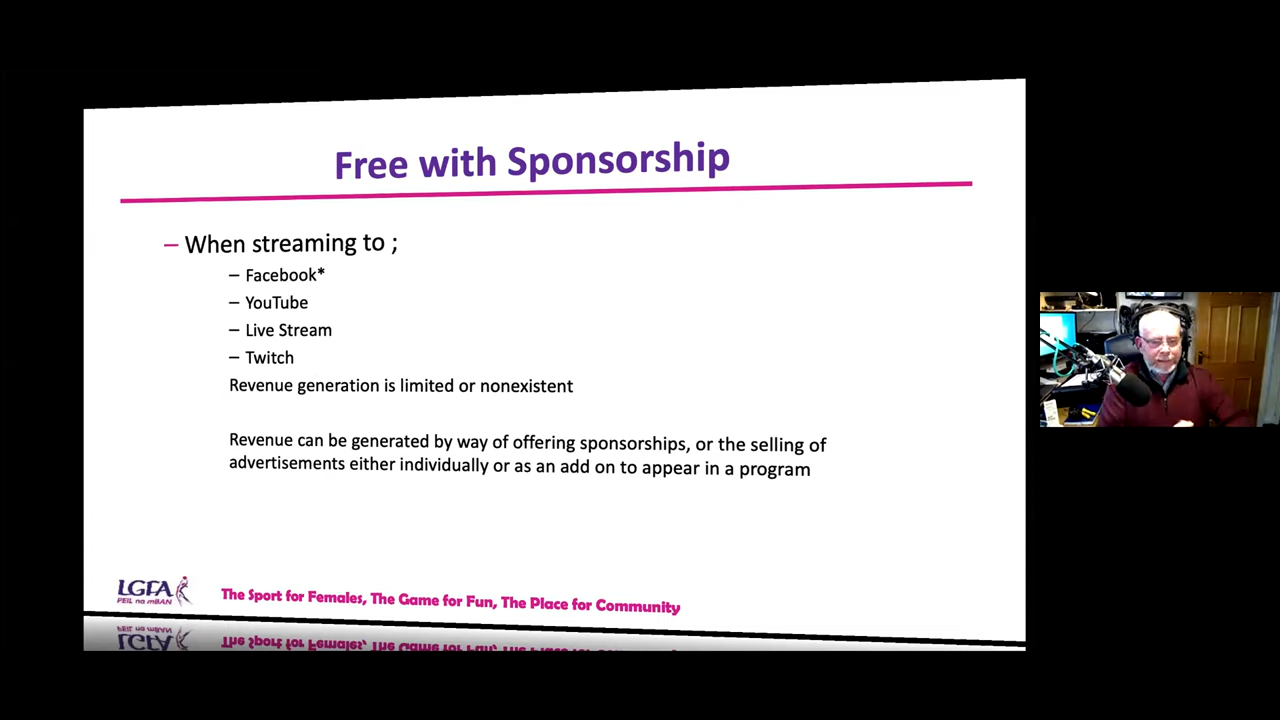 Free with Sponsorship
– When streaming to ;
– Facebook*
– YouTube
– Live Stream
– Twitch
Revenue generation is limited or nonexistent
Revenue can be generated by way of offering sponsorships, or the selling of
advertisements either individually or as an add on to appear in a program
LGFA
PEIL na mBAN
The Sport for Females, The Game for Fun, The Place for Community